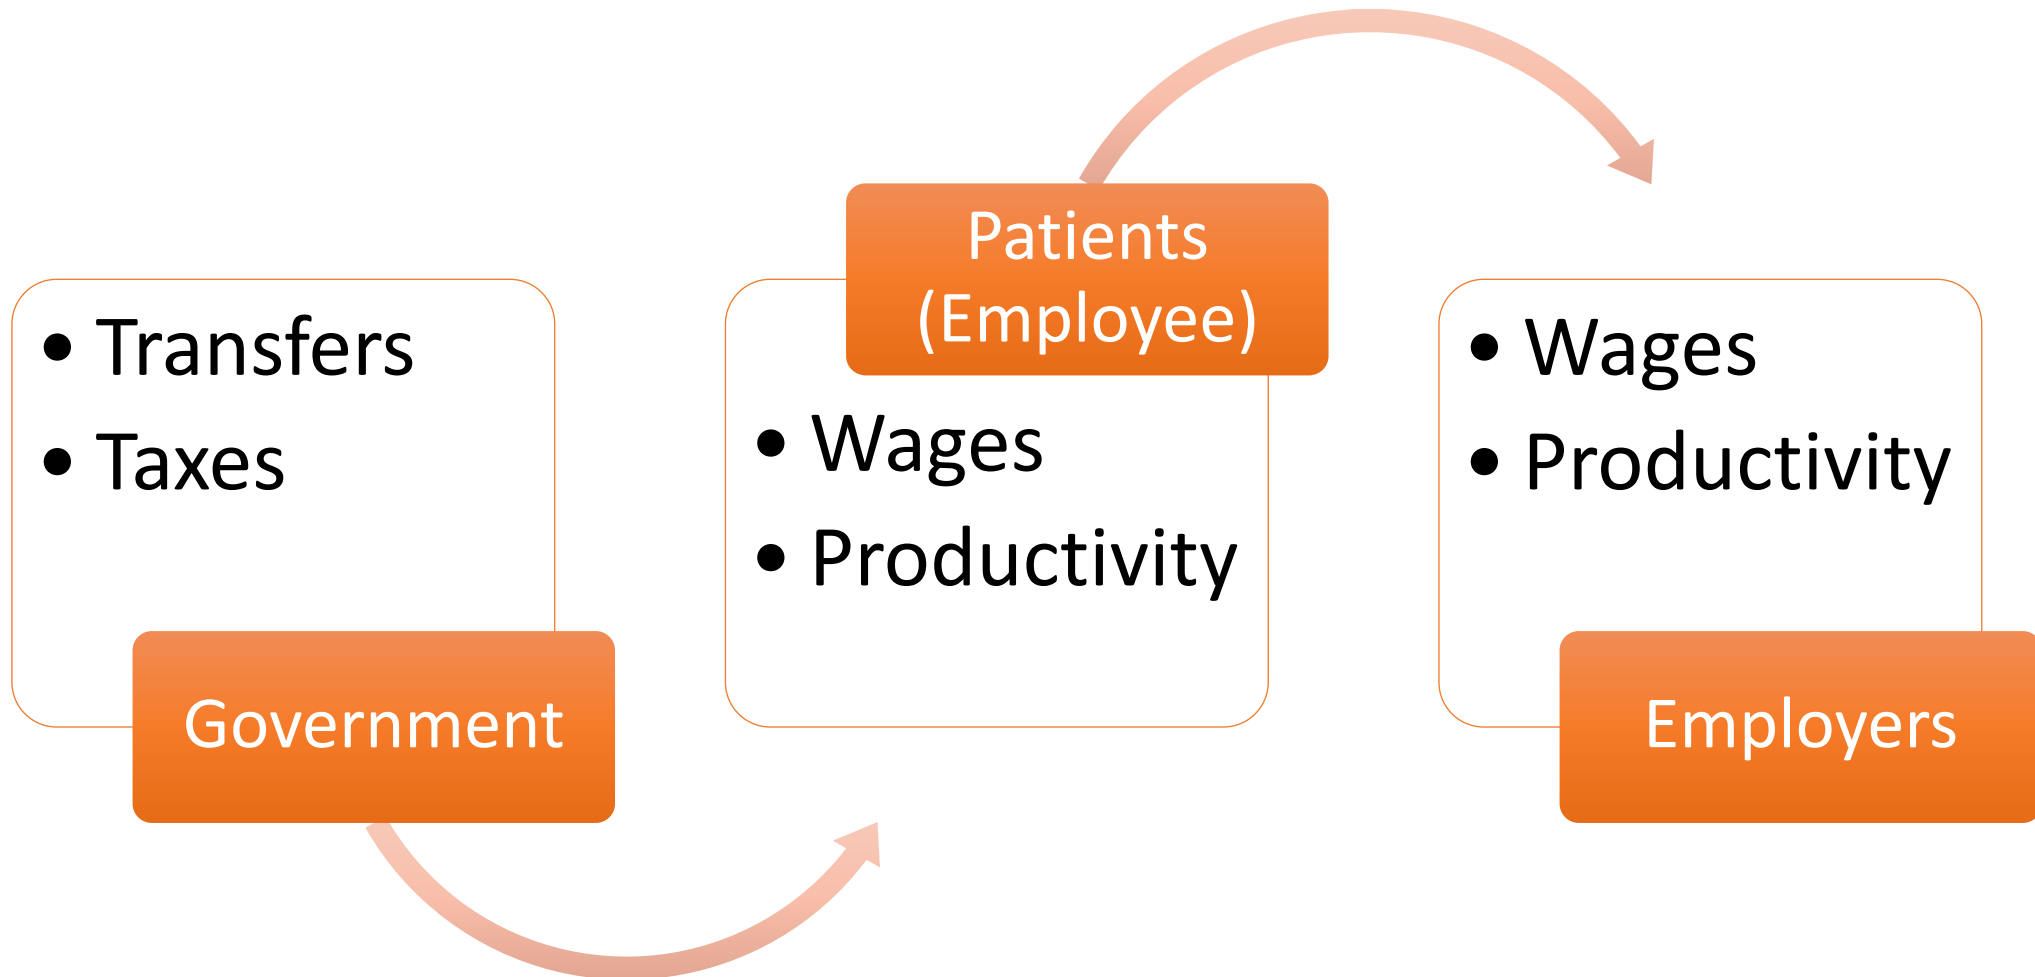 • Transfers
• Taxes
Government
Patients
(Employee)
• Wages
• Productivity
• Wages
• Productivity
Employers